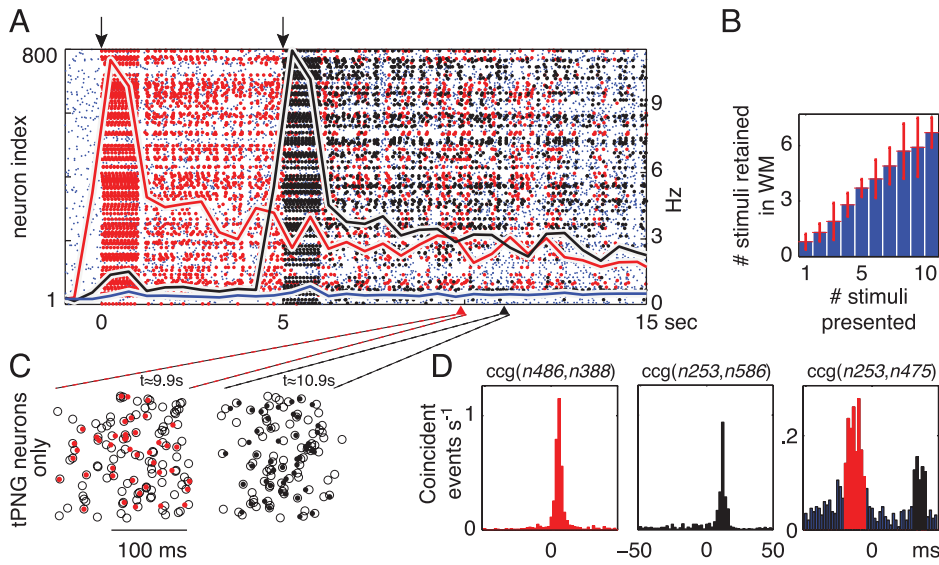 A
800
neuron index
1
0
5
15 sec
9
6
3
0
Hz
B
# stimuli retained
in WM
6
3
0
1
5
10
# stimuli
presented
C
t≈9.9s
t≈10.9s
tPNG neurons
only
100 ms
D
ccg(n486,n388)
ccg(n253,n586)
ccg(n253,n475)
Coincident
events s-1
1
0
.2
0
0
−50
0
50
0
ms